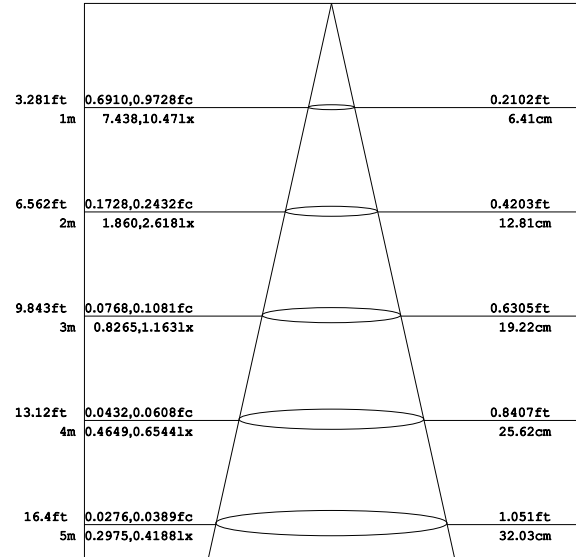 3.281ft 0.6910,0.9728fc 0.2102ft
1m 7.438,10.47lx 6.41cm
6.562ft 0.1728,0.2432fc 0.4203ft
2m 1.860,2.618lx 12.81cm
9.843ft 0.0768,0.1081fc 0.6305ft
3m 0.8265,1.163lx 19.22cm
13.12ft 0.0432,0.0608fc 0.8407ft
4m 0.4649,0.6544lx 25.62cm
16.4ft 0.0276,0.0389fc 1.051ft
5m 0.2975,0.4188lx 32.03cm